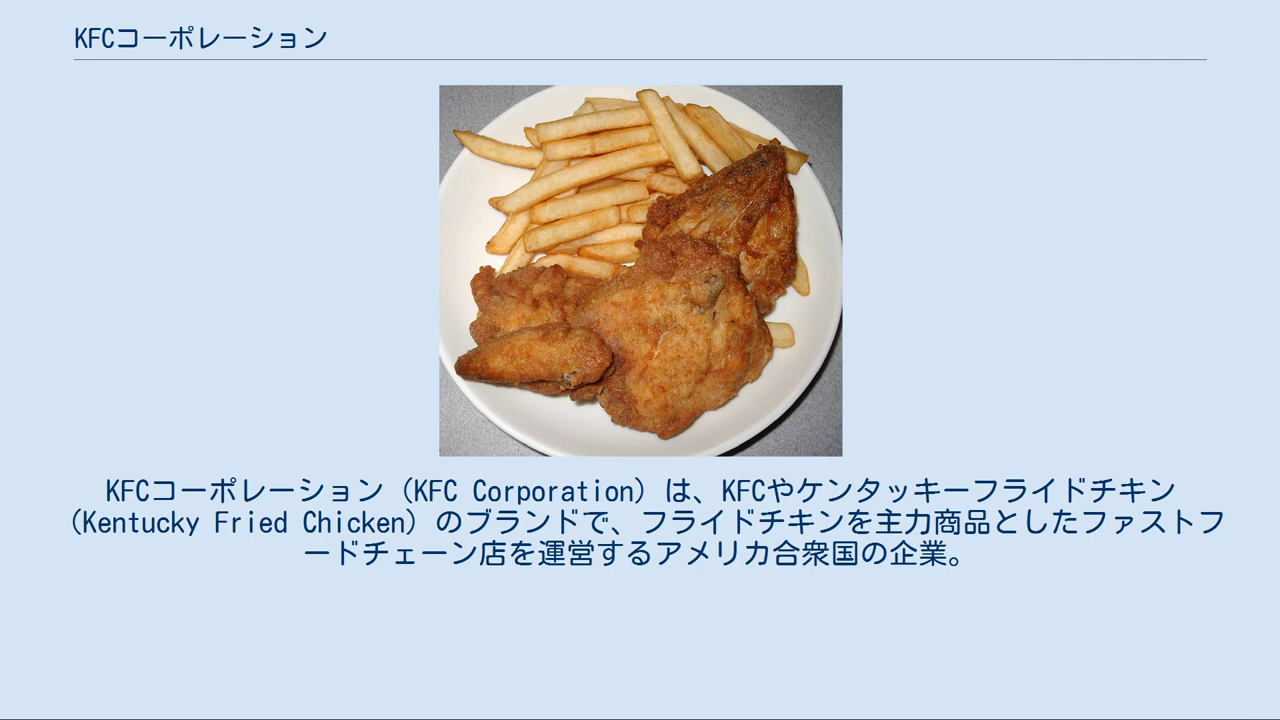 KFCコーポレーション
KFCコーポレーション（KFC Corporation）は、KFCやケンタッキーフライドチキン
（Kentucky Fried Chicken）のブランドで、フライドチキンを主力商品としたファストフ
ードチェーン店を運営するアメリカ合衆国の企業。